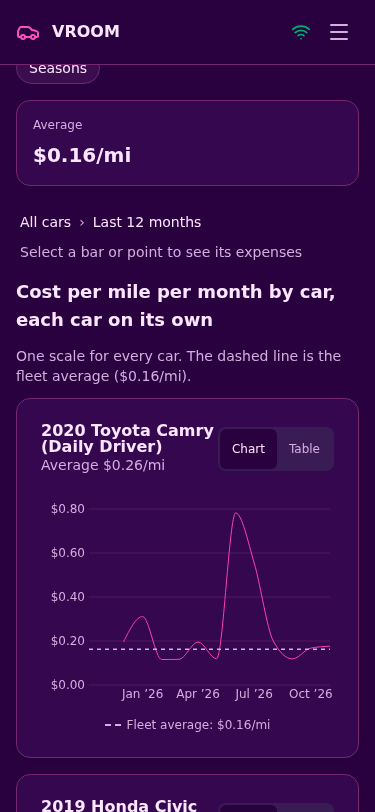 VROOM
Seasons
Average
$0.16/mi
All cars › Last 12 months
Select a bar or point to see its expenses
Cost per mile per month by car,
each car on its own
One scale for every car. The dashed line is the
fleet average ($0.16/mi).
2020 Toyota Camry
(Daily Driver)
Average $0.26/mi
Chart Table
$0.80
$0.60
$0.40
$0.20
$0.00
Jan ’26 Apr ’26 Jul ’26 Oct ’26
Fleet average: $0.16/mi
2019 Honda Civic